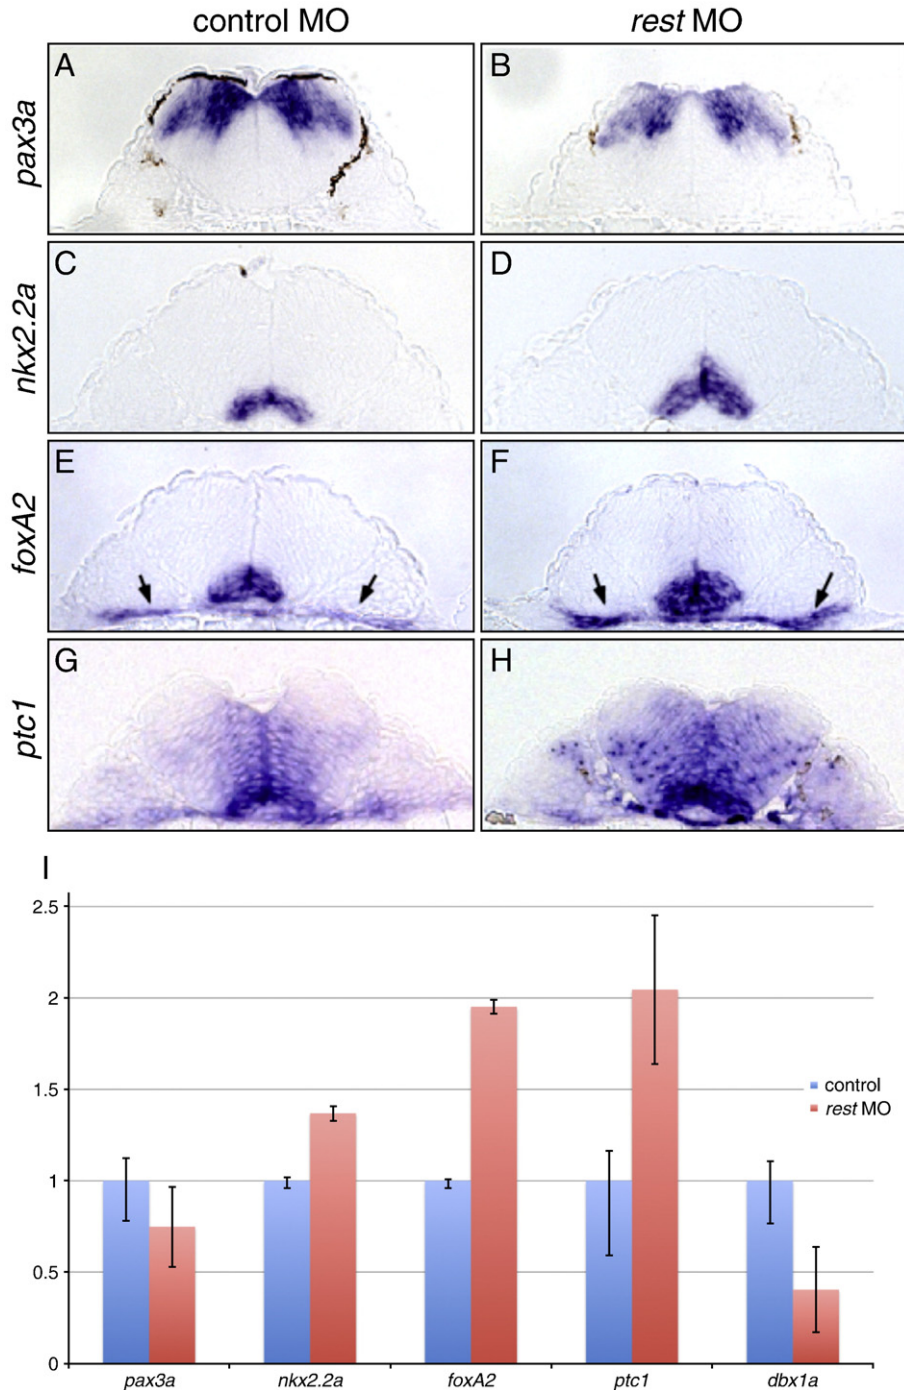 control MO
rest MO
pax3a
A
B
nkx2.2a
C
D
foxA2
E
F
ptc1
G
H
I
2.5
2
1.5
1
0.5
0
control
rest MO
pax3a
nkx2.2a
foxA2
ptc1
dbx1a